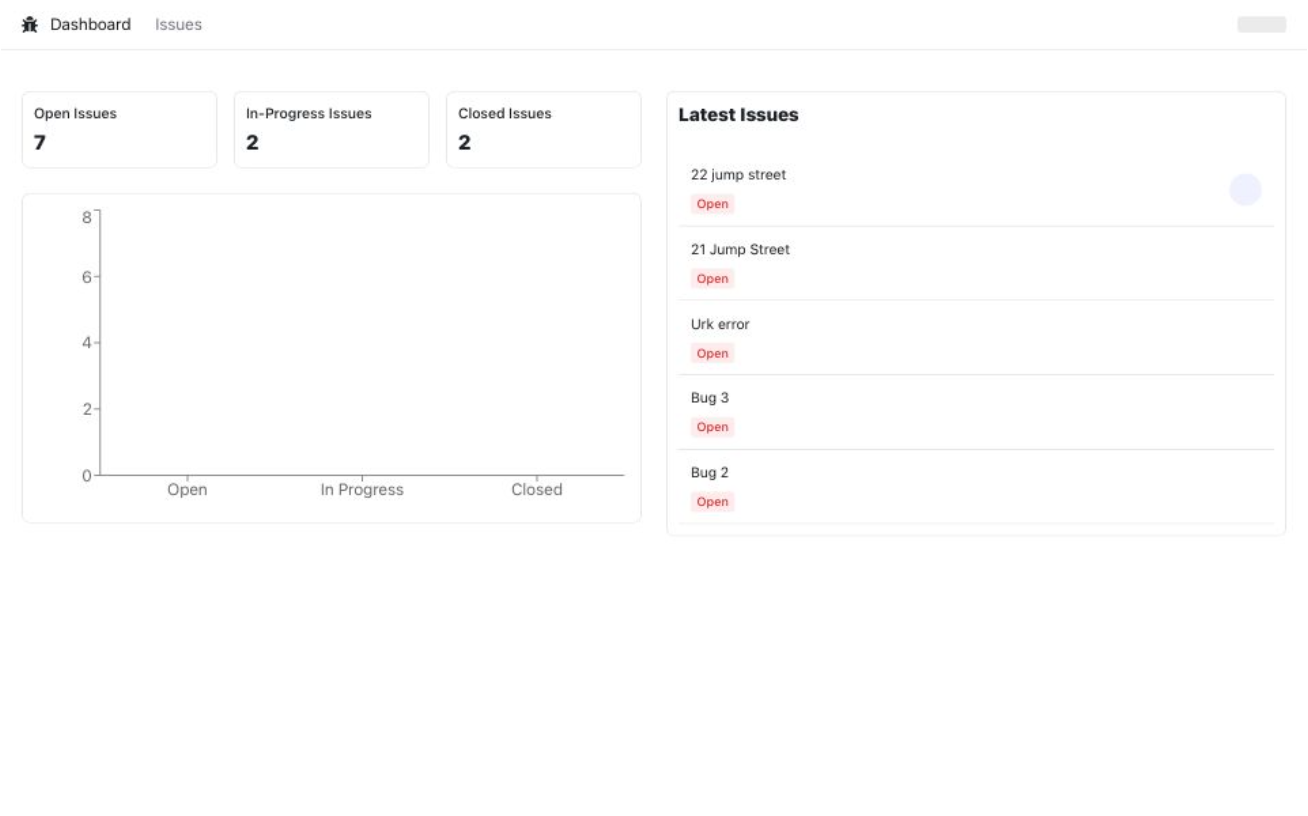 Dashboard Issues
Open Issues
7
In-Progress Issues
2
Closed Issues
2
8
6
4
2
0
Open In Progress Closed
Latest Issues
22 jump street
Open
21 Jump Street
Open
Urk error
Open
Bug 3
Open
Bug 2
Open